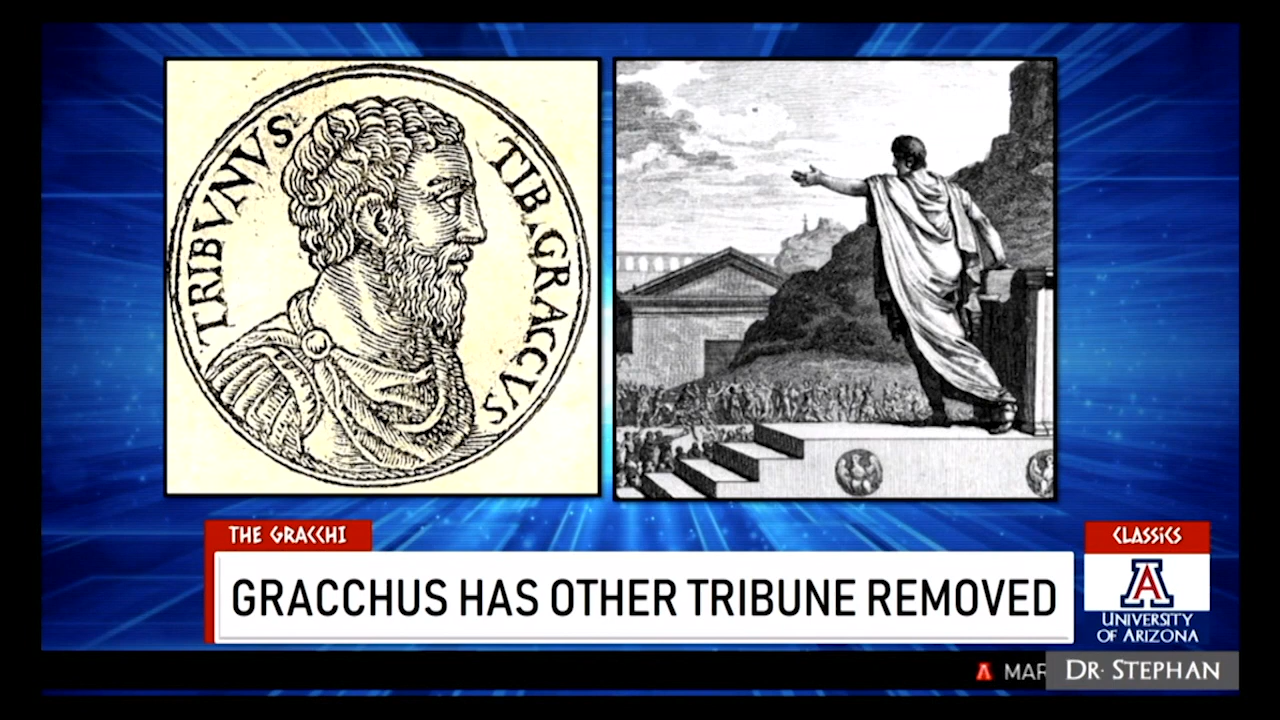 TRIBVNVS TIB. GRACCVS
THE GRACCHI
GRACCHUS HAS OTHER TRIBUNE REMOVED
CLASSICS
A
UNIVERSITY
OF ARIZONA
A MAR
DR. STEPHAN